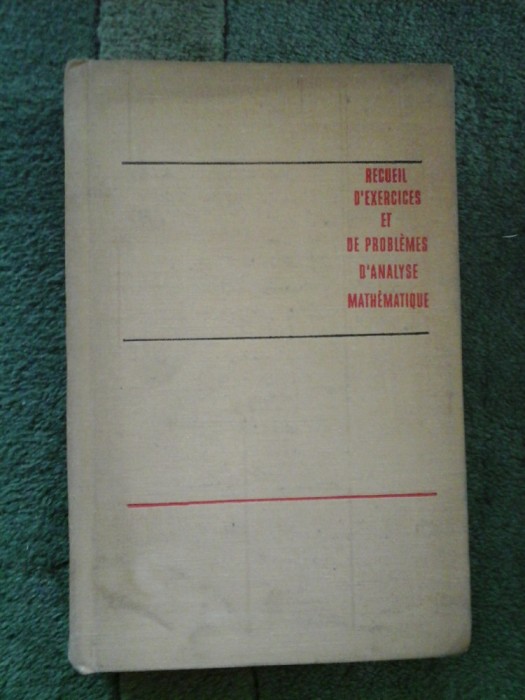 RECUEIL
D'EXERCICES
ET
DE PROBLÈMES
D'ANALYSE
MATHÉMATIQUE